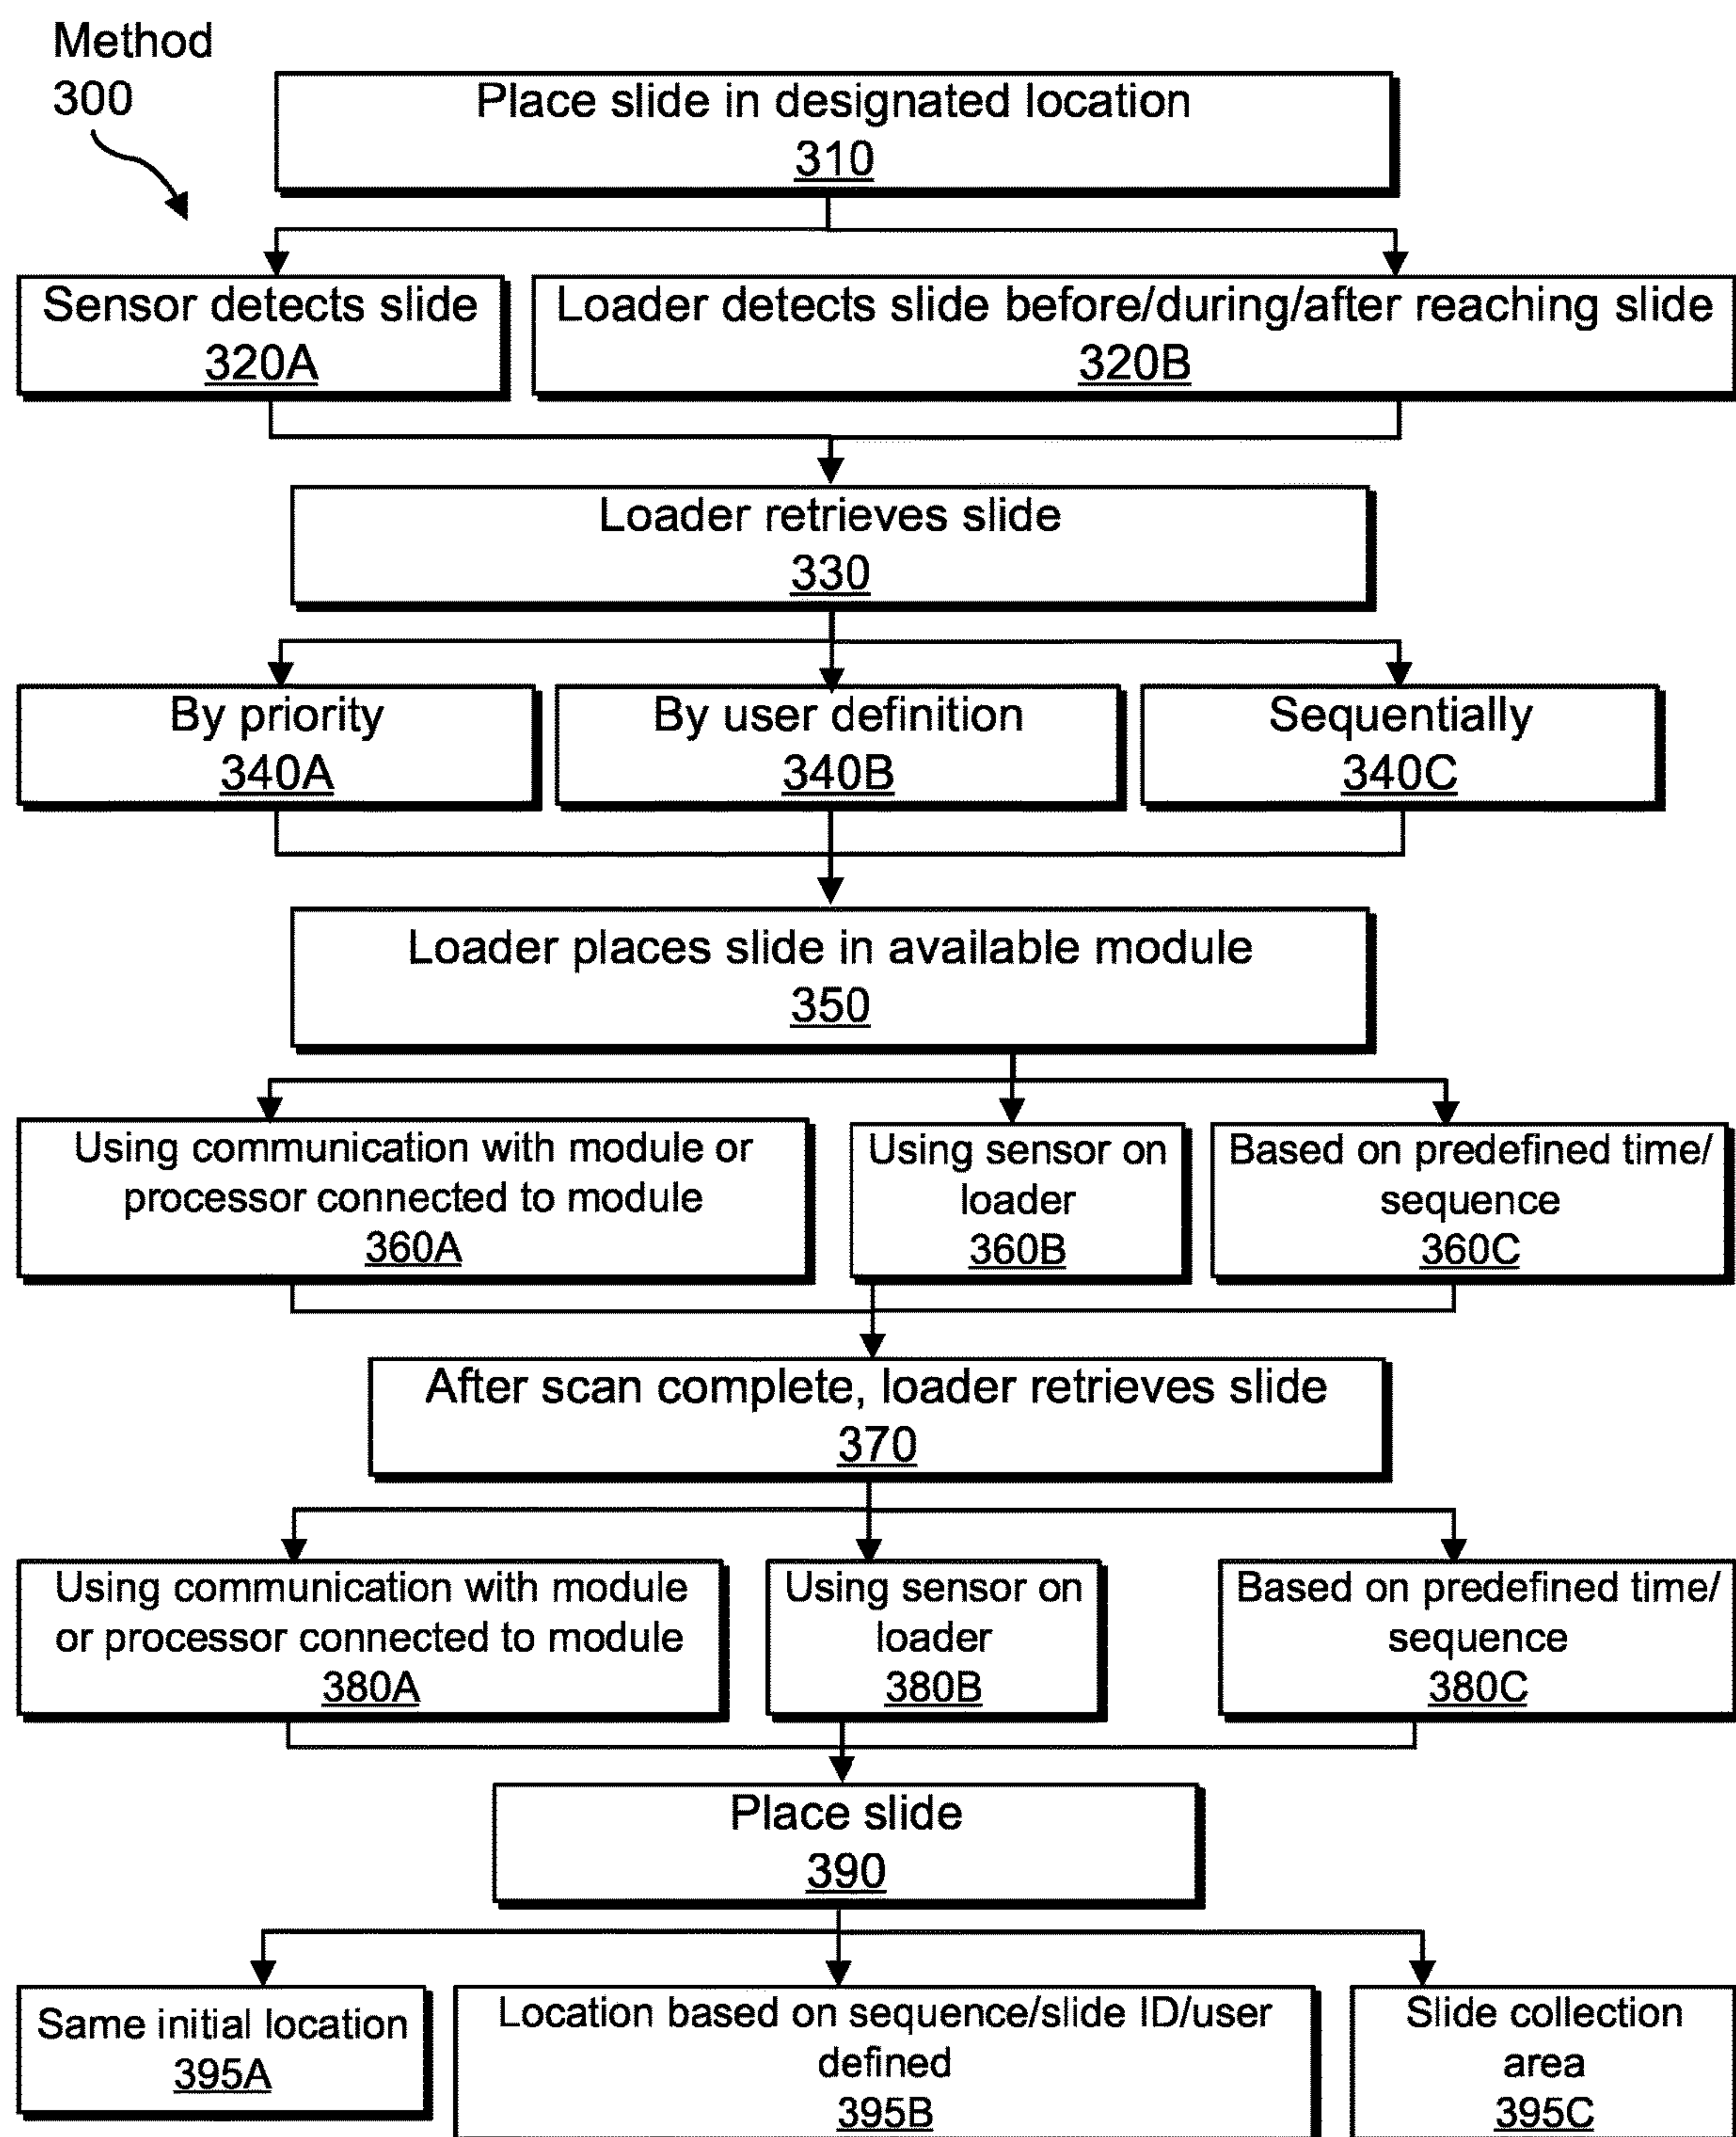 Method
300
Place slide in designated location
310
Sensor detects slide
320A
Loader detects slide before/during/after reaching slide
320B
Loader retrieves slide
330
By priority
340A
By user definition
340B
Sequentially
340C
Loader places slide in available module
350
Using communication with module or
processor connected to module
360A
Using sensor on
loader
360B
Based on predefined time/
sequence
360C
After scan complete, loader retrieves slide
370
Using communication with module
or processor connected to module
380A
Using sensor on
loader
380B
Based on predefined time/
sequence
380C
Place slide
390
Same initial location
395A
Location based on sequence/slide ID/user
defined
395B
Slide collection
area
395C